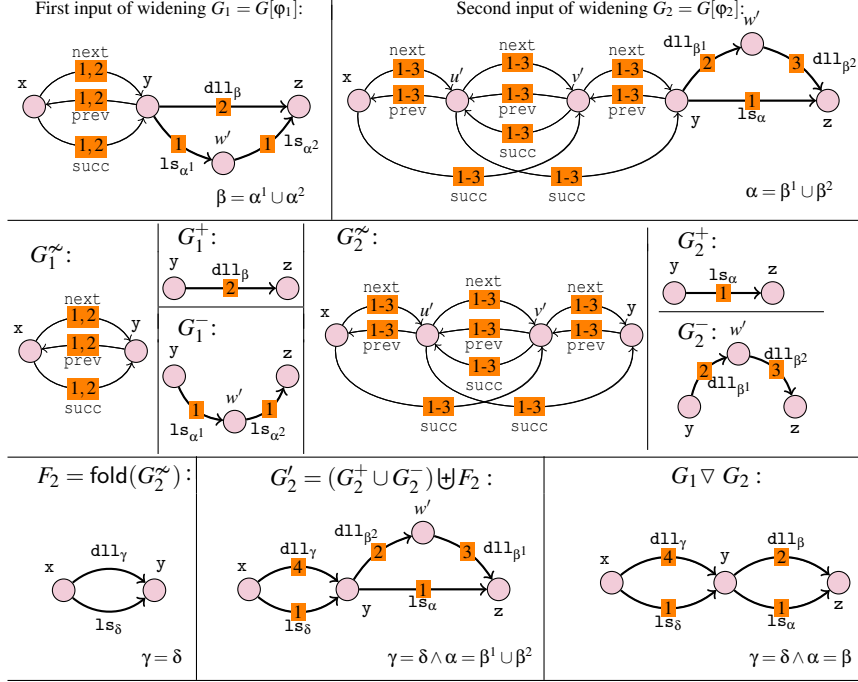 First input of widening G₁ = G[φ₁]:
next
1,2
x
y
1,2
prev
1,2
succ
dll_β
2
z
1
w′
1
ls_α¹
ls_α²
β = α¹ ∪ α²
Second input of widening G₂ = G[φ₂]:
w′
dll_β¹
dll_β²
next
next
next
2
3
x
1-3
u′
1-3
v′
1-3
1-3
1-3
1-3
prev
prev
prev
1-3
succ
y
1
ls_α
z
1-3
1-3
succ
succ
α = β¹ ∪ β²
G₁^≁:
next
x
1,2
y
1,2
prev
1,2
succ
G₁⁺:
y
dll_β
z
2
G₁⁻:
y
z
1
w′
1
ls_α¹
ls_α²
G₂^≁:
next
next
next
x
1-3
u′
1-3
v′
1-3
y
1-3
1-3
1-3
prev
prev
prev
1-3
succ
1-3
1-3
succ
succ
G₂⁺:
y
ls_α
z
1
G₂⁻:
w′
dll_β²
2
3
dll_β¹
y
z
F₂ = fold(G₂^≁):
dll_γ
x
y
ls_δ
γ = δ
G₂′ = (G₂⁺ ∪ G₂⁻) ⊎ F₂:
w′
dll_β²
dll_β¹
dll_γ
2
3
x
4
1
ls_δ
y
1
ls_α
z
γ = δ ∧ α = β¹ ∪ β²
G₁ ∇ G₂:
dll_γ
dll_β
x
4
y
2
1
1
z
ls_δ
ls_α
γ = δ ∧ α = β